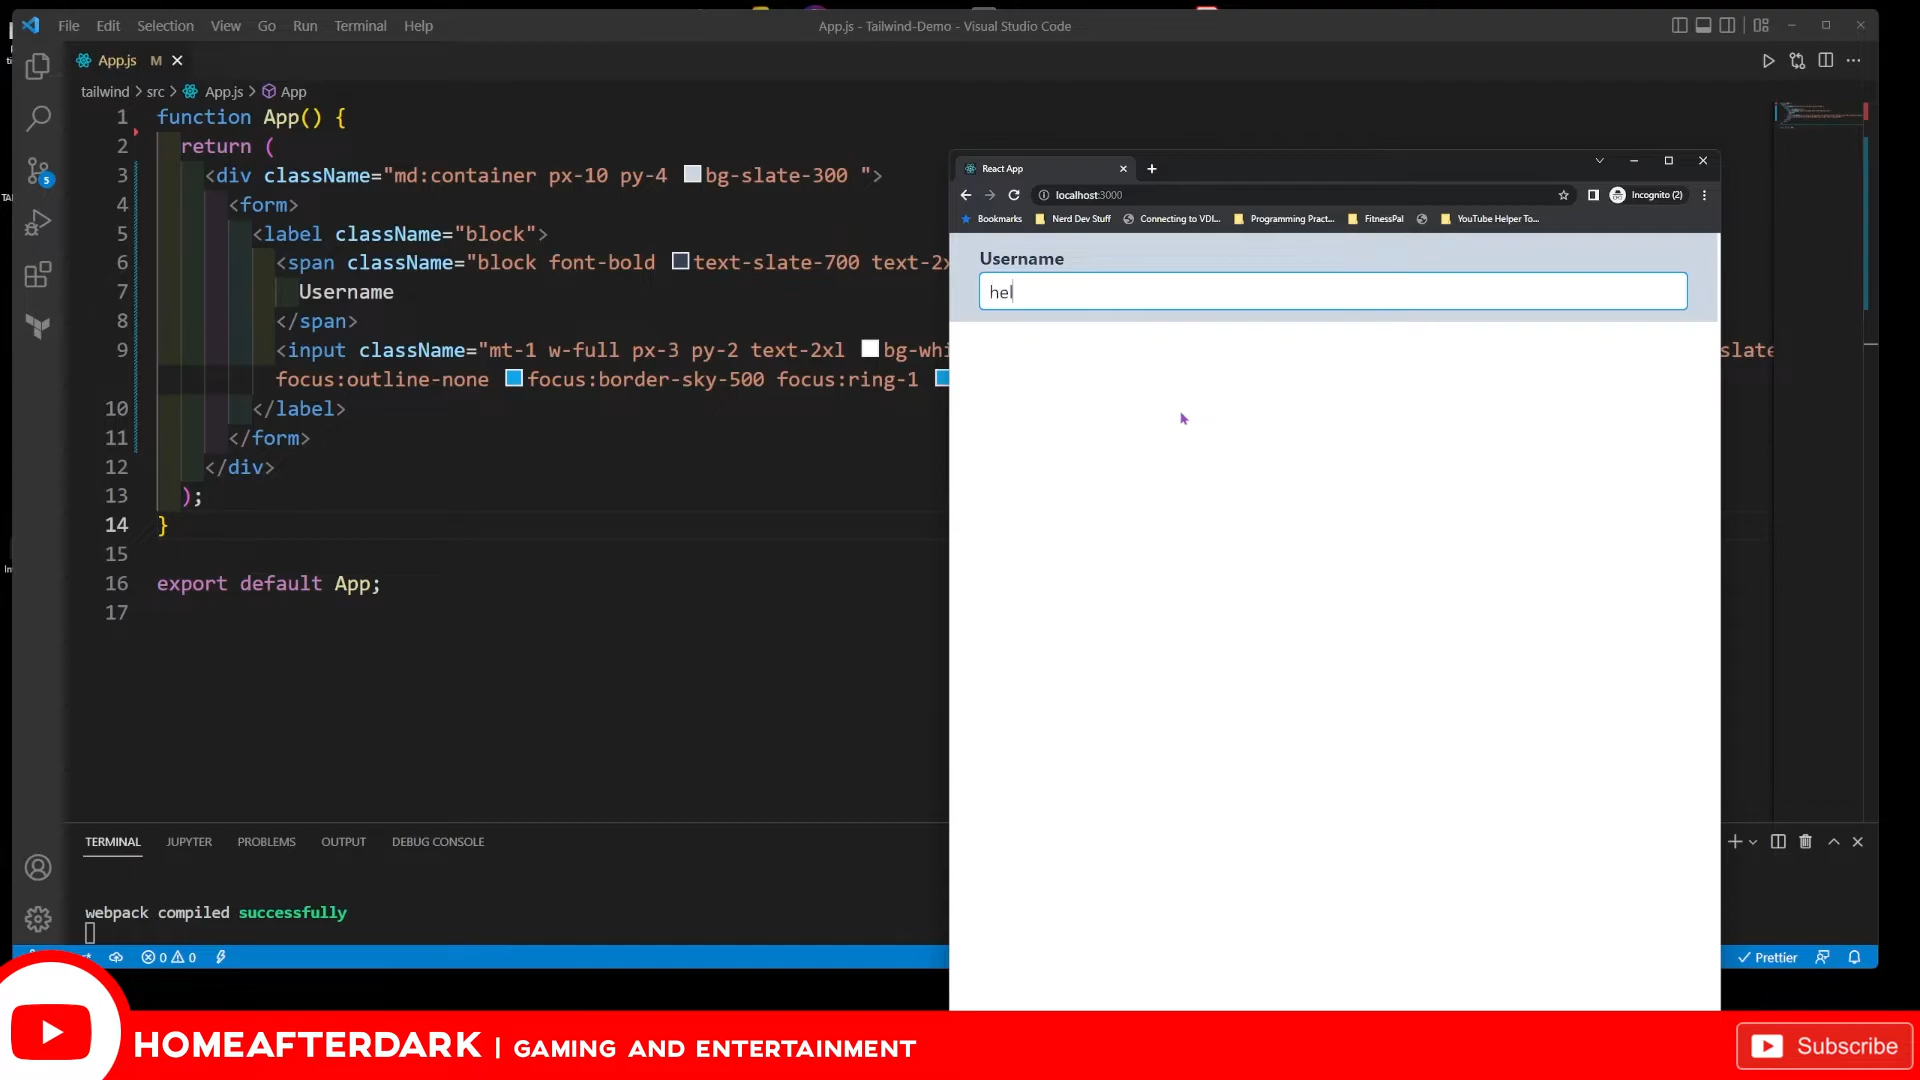 File Edit Selection View Go Run Terminal Help
App.js - Tailwind-Demo - Visual Studio Code
App.js M
tailwind > src > App.js > App
1 function App() {
2 return (
3 <div className="md:container px-10 py-4 bg-slate-300 ">
4 <form>
5 <label className="block">
6 <span className="block font-bold text-slate-700 text-2x
7 Username
8 </span>
9 <input className="mt-1 w-full px-3 py-2 text-2xl bg-whi
slate
focus:outline-none focus:border-sky-500 focus:ring-1
10 </label>
11 </form>
12 </div>
13 );
14 }
15
16 export default App;
17
5
React App
localhost:3000
Incognito (2)
Bookmarks Nerd Dev Stuff Connecting to VDI... Programming Pract... FitnessPal YouTube Helper To...
Username
hel
TERMINAL JUPYTER PROBLEMS OUTPUT DEBUG CONSOLE
webpack compiled successfully
0 0
Prettier
HOMEAFTERDARK | GAMING AND ENTERTAINMENT
Subscribe